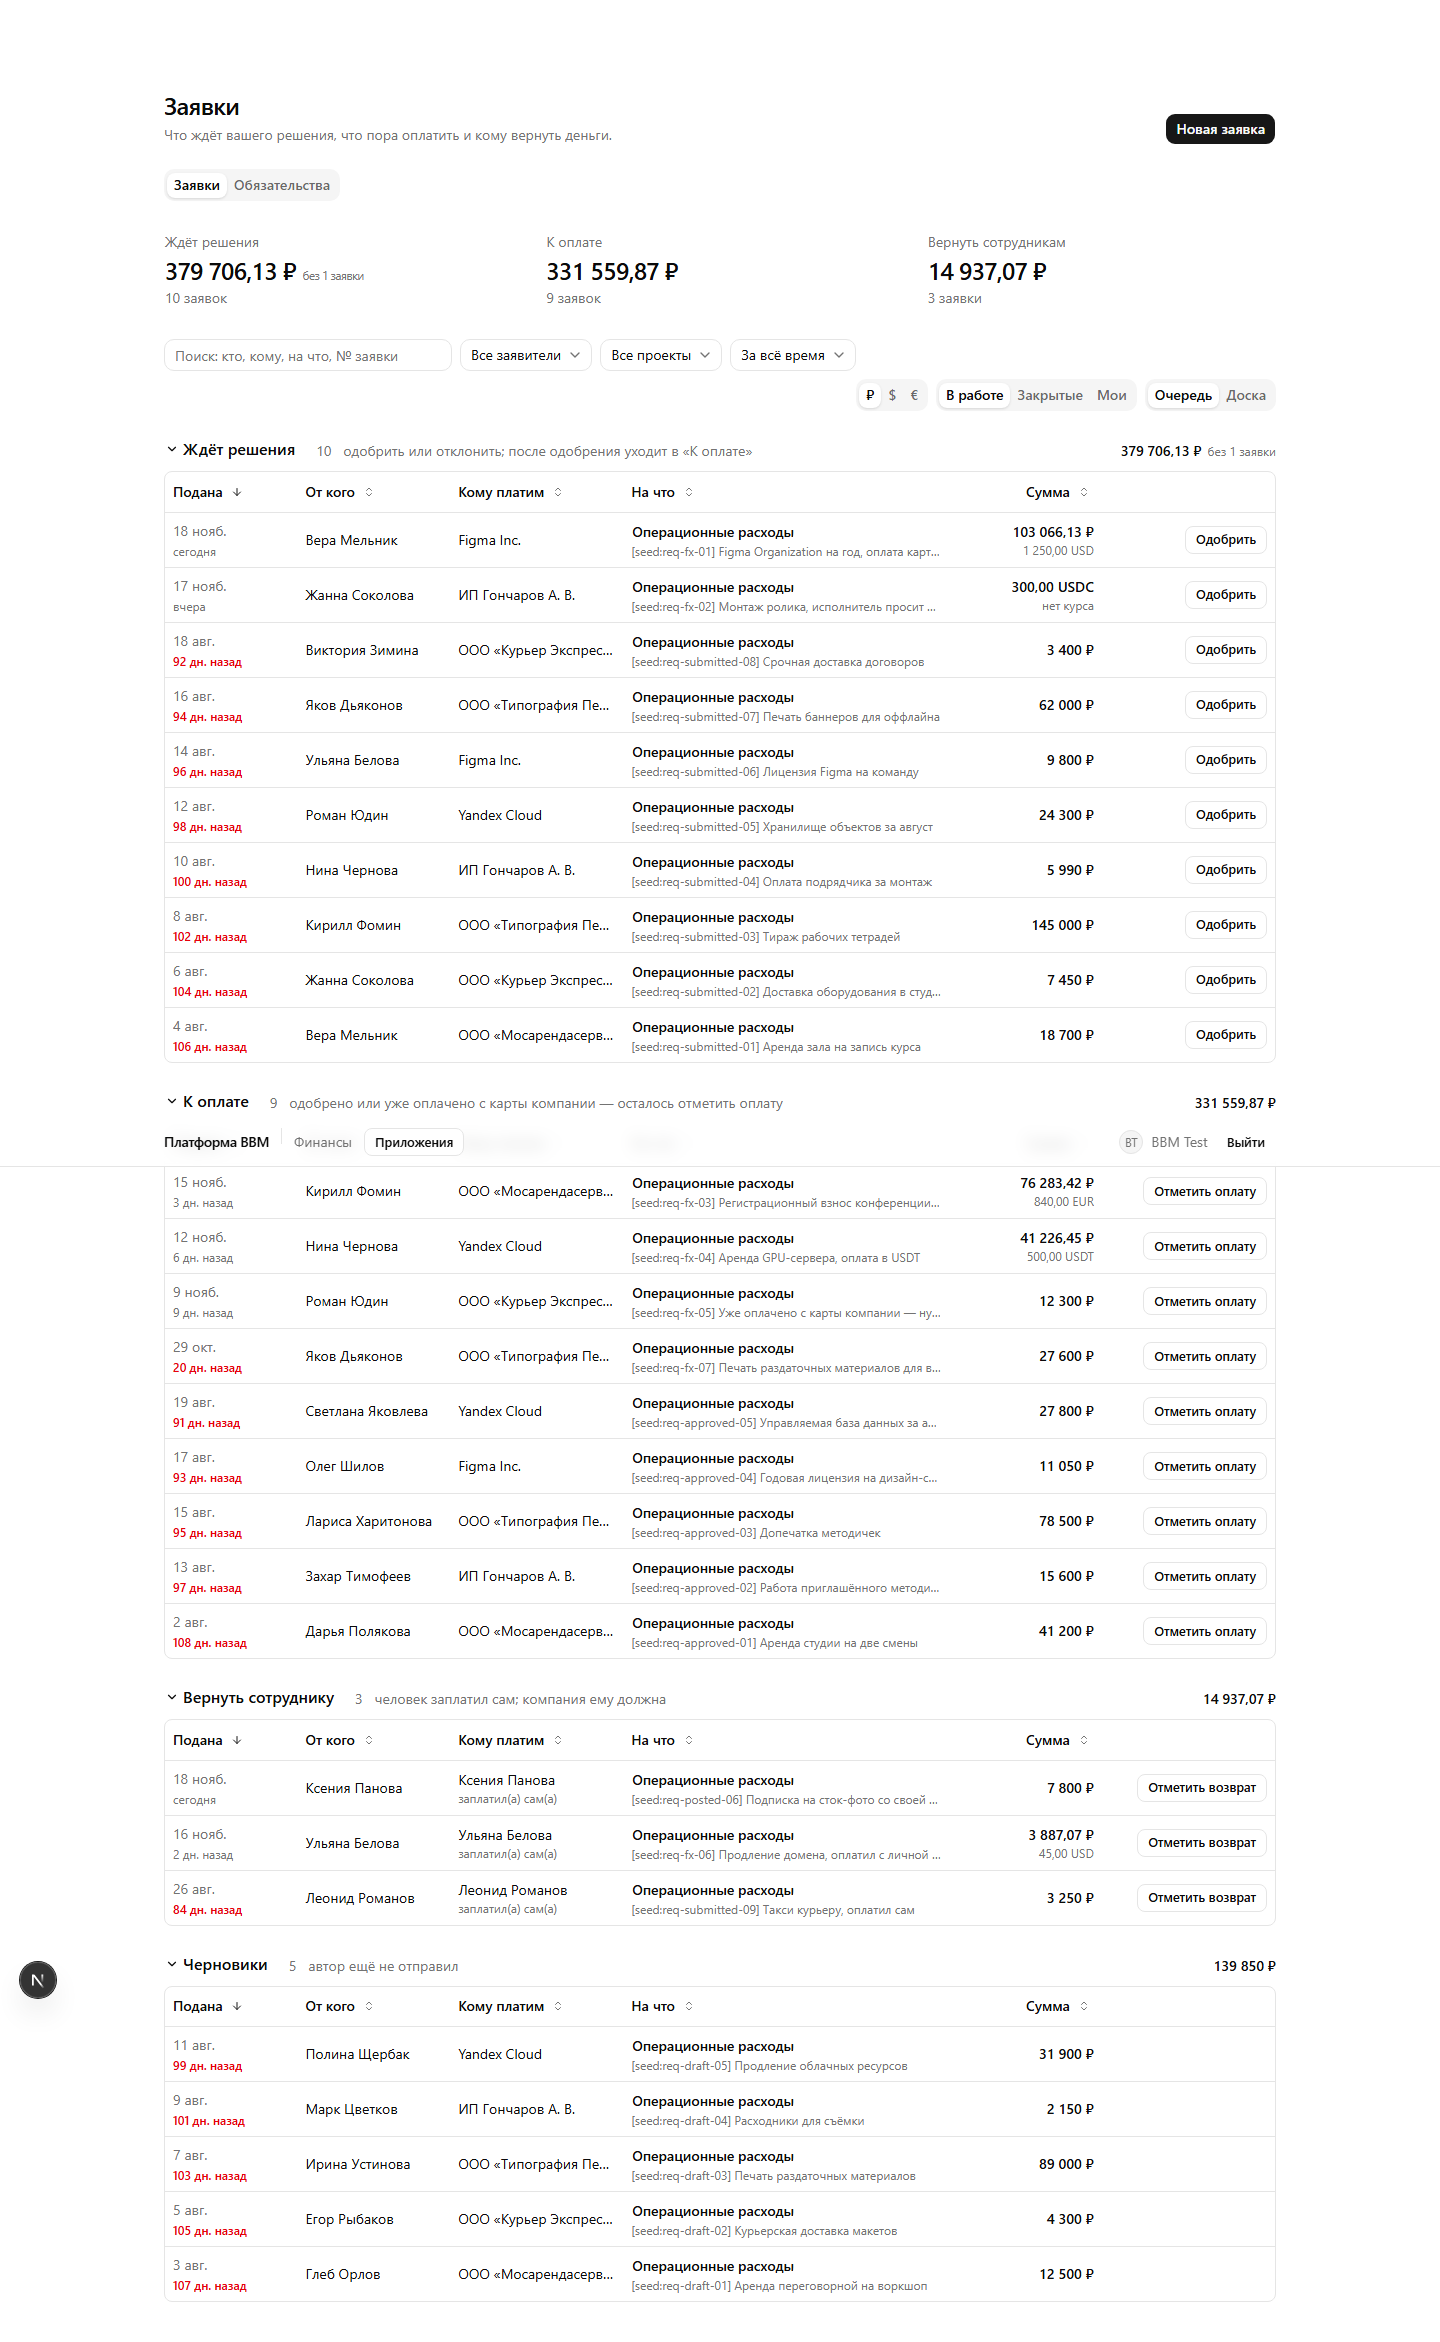 Заявки
Что ждёт вашего решения, что пора оплатить и кому вернуть деньги.
Новая заявка
Заявки Обязательства
Ждёт решения
379 706,13 ₽ без 1 заявки
10 заявок
К оплате
331 559,87 ₽
9 заявок
Вернуть сотрудникам
14 937,07 ₽
3 заявки
Поиск: кто, кому, на что, № заявки Все заявители Все проекты За всё время
₽ $ € В работе Закрытые Мои Очередь Доска
Ждёт решения 10 одобрить или отклонить; после одобрения уходит в «К оплате» 379 706,13 ₽ без 1 заявки
Подана От кого Кому платим На что Сумма
18 нояб. Операционные расходы 103 066,13 ₽
Вера Мельник Figma Inc. Одобрить
сегодня [seed:req-fx-01] Figma Organization на год, оплата карт... 1 250,00 USD
17 нояб. Операционные расходы 300,00 USDC
Жанна Соколова ИП Гончаров А. В. Одобрить
вчера [seed:req-fx-02] Монтаж ролика, исполнитель просит ... нет курса
18 авг. Операционные расходы
Виктория Зимина ООО «Курьер Экспрес... 3 400 ₽ Одобрить
92 дн. назад [seed:req-submitted-08] Срочная доставка договоров
16 авг. Операционные расходы
Яков Дьяконов ООО «Типография Пе... 62 000 ₽ Одобрить
94 дн. назад [seed:req-submitted-07] Печать баннеров для оффлайна
14 авг. Операционные расходы
Ульяна Белова Figma Inc. 9 800 ₽ Одобрить
96 дн. назад [seed:req-submitted-06] Лицензия Figma на команду
12 авг. Операционные расходы
Роман Юдин Yandex Cloud 24 300 ₽ Одобрить
98 дн. назад [seed:req-submitted-05] Хранилище объектов за август
10 авг. Операционные расходы
Нина Чернова ИП Гончаров А. В. 5 990 ₽ Одобрить
100 дн. назад [seed:req-submitted-04] Оплата подрядчика за монтаж
8 авг. Операционные расходы
Кирилл Фомин ООО «Типография Пе... 145 000 ₽ Одобрить
102 дн. назад [seed:req-submitted-03] Тираж рабочих тетрадей
6 авг. Операционные расходы
Жанна Соколова ООО «Курьер Экспрес... 7 450 ₽ Одобрить
104 дн. назад [seed:req-submitted-02] Доставка оборудования в студ...
4 авг. Операционные расходы
Вера Мельник ООО «Мосарендасерв... 18 700 ₽ Одобрить
106 дн. назад [seed:req-submitted-01] Аренда зала на запись курса
К оплате 9 одобрено или уже оплачено с карты компании — осталось отметить оплату 331 559,87 ₽
Платформа BBM Финансы Приложения BT BBM Test Выйти
15 нояб. Операционные расходы 76 283,42 ₽
Кирилл Фомин ООО «Мосарендасерв... Отметить оплату
3 дн. назад [seed:req-fx-03] Регистрационный взнос конференции... 840,00 EUR
12 нояб. Операционные расходы 41 226,45 ₽
Нина Чернова Yandex Cloud Отметить оплату
6 дн. назад [seed:req-fx-04] Аренда GPU-сервера, оплата в USDT 500,00 USDT
9 нояб. Операционные расходы
Роман Юдин ООО «Курьер Экспрес... 12 300 ₽ Отметить оплату
9 дн. назад [seed:req-fx-05] Уже оплачено с карты компании — ну...
29 окт. Операционные расходы
Яков Дьяконов ООО «Типография Пе... 27 600 ₽ Отметить оплату
20 дн. назад [seed:req-fx-07] Печать раздаточных материалов для в...
19 авг. Операционные расходы
Светлана Яковлева Yandex Cloud 27 800 ₽ Отметить оплату
91 дн. назад [seed:req-approved-05] Управляемая база данных за а...
17 авг. Операционные расходы
Олег Шилов Figma Inc. 11 050 ₽ Отметить оплату
93 дн. назад [seed:req-approved-04] Годовая лицензия на дизайн-с...
15 авг. Операционные расходы
Лариса Харитонова ООО «Типография Пе... 78 500 ₽ Отметить оплату
95 дн. назад [seed:req-approved-03] Допечатка методичек
13 авг. Операционные расходы
Захар Тимофеев ИП Гончаров А. В. 15 600 ₽ Отметить оплату
97 дн. назад [seed:req-approved-02] Работа приглашённого методи...
2 авг. Операционные расходы
Дарья Полякова ООО «Мосарендасерв... 41 200 ₽ Отметить оплату
108 дн. назад [seed:req-approved-01] Аренда студии на две смены
Вернуть сотруднику 3 человек заплатил сам; компания ему должна 14 937,07 ₽
Подана От кого Кому платим На что Сумма
18 нояб. Ксения Панова Операционные расходы
Ксения Панова 7 800 ₽ Отметить возврат
сегодня заплатил(а) сам(а) [seed:req-posted-06] Подписка на сток-фото со своей ...
16 нояб. Ульяна Белова Операционные расходы 3 887,07 ₽
Ульяна Белова Отметить возврат
2 дн. назад заплатил(а) сам(а) [seed:req-fx-06] Продление домена, оплатил с личной ... 45,00 USD
26 авг. Леонид Романов Операционные расходы
Леонид Романов 3 250 ₽ Отметить возврат
84 дн. назад заплатил(а) сам(а) [seed:req-submitted-09] Такси курьеру, оплатил сам
Черновики 5 автор ещё не отправил 139 850 ₽
Подана От кого Кому платим На что Сумма
11 авг. Операционные расходы
Полина Щербак Yandex Cloud 31 900 ₽
99 дн. назад [seed:req-draft-05] Продление облачных ресурсов
9 авг. Операционные расходы
Марк Цветков ИП Гончаров А. В. 2 150 ₽
101 дн. назад [seed:req-draft-04] Расходники для съёмки
7 авг. Операционные расходы
Ирина Устинова ООО «Типография Пе... 89 000 ₽
103 дн. назад [seed:req-draft-03] Печать раздаточных материалов
5 авг. Операционные расходы
Егор Рыбаков ООО «Курьер Экспрес... 4 300 ₽
105 дн. назад [seed:req-draft-02] Курьерская доставка макетов
3 авг. Операционные расходы
Глеб Орлов ООО «Мосарендасерв... 12 500 ₽
107 дн. назад [seed:req-draft-01] Аренда переговорной на воркшоп